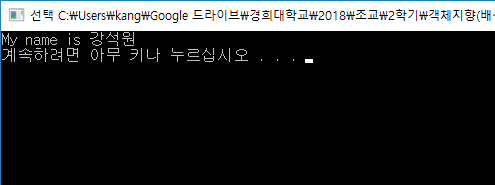 선택 C:₩Users₩kang₩Google 드라이브₩경희대학교₩2018₩조교₩2학기₩객체지향(배
My name is 강석원
계속하려면 아무 키나 누르십시오 . . .